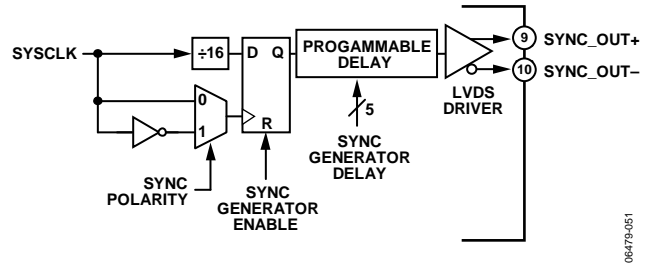 SYSCLK
÷16
D Q
R
0
1
SYNC
POLARITY
SYNC
GENERATOR
ENABLE
PROGAMMABLE
DELAY
5
SYNC
GENERATOR
DELAY
LVDS
DRIVER
9 SYNC_OUT+
10 SYNC_OUT–
06479-051